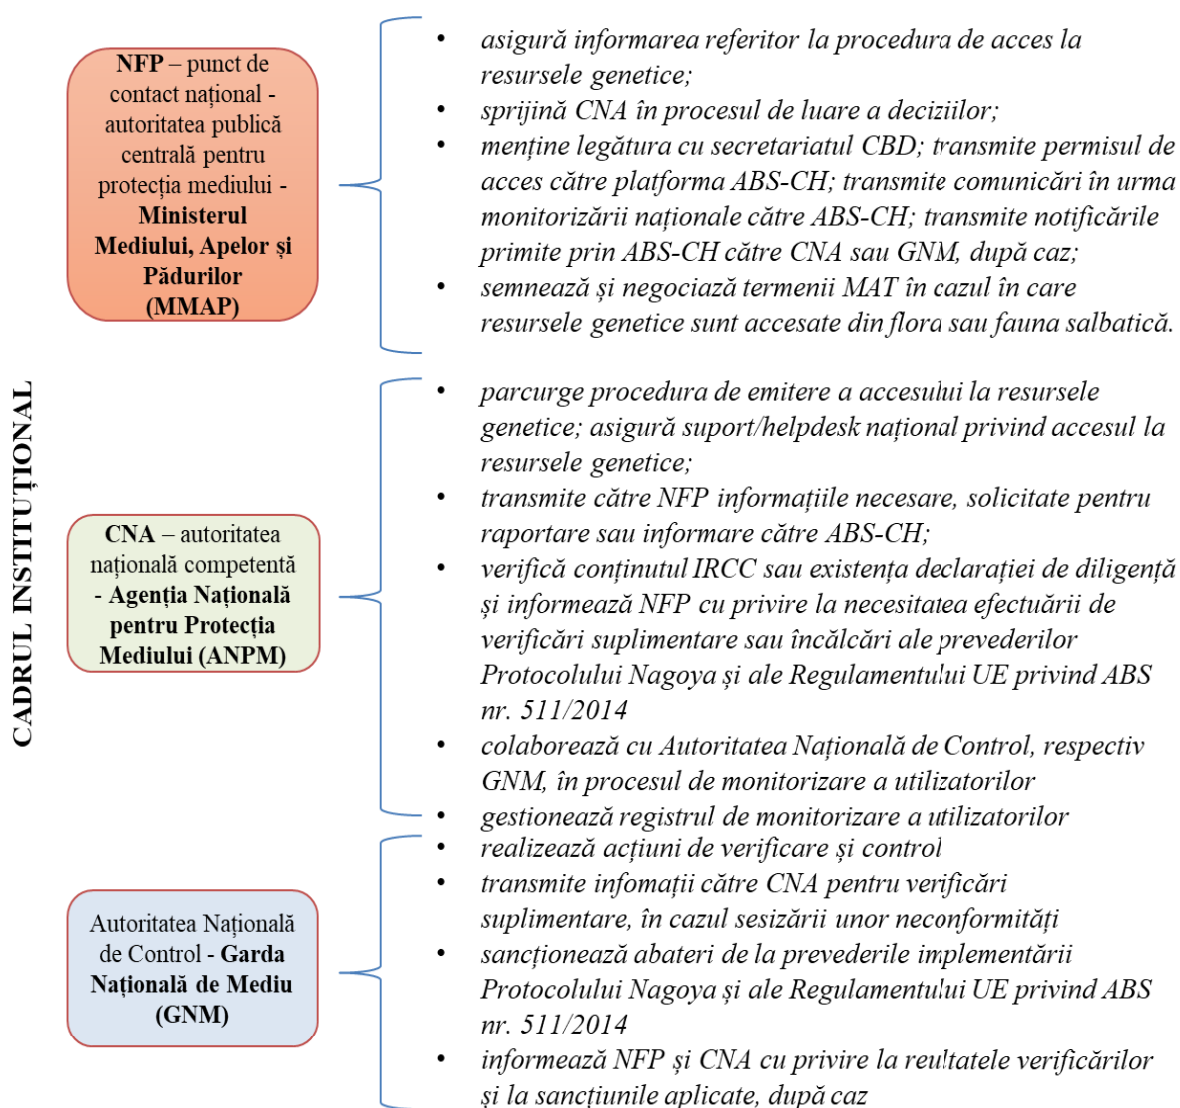 CADRUL INSTITUȚIONAL
NFP – punct de
contact național -
autoritatea publică
centrală pentru
protecția mediului -
Ministerul
Mediului, Apelor și
Pădurilor
(MMAP)
• asigură informarea referitor la procedura de acces la
resursele genetice;
• sprijină CNA în procesul de luare a deciziilor;
• menține legătura cu secretariatul CBD; transmite permisul de
acces către platforma ABS-CH; transmite comunicări în urma
monitorizării naționale către ABS-CH; transmite notificările
primite prin ABS-CH către CNA sau GNM, după caz;
• semnează și negociază termenii MAT în cazul în care
resursele genetice sunt accesate din flora sau fauna salbatică.
CNA – autoritatea
națională competentă
- Agenția Națională
pentru Protecția
Mediului (ANPM)
• parcurge procedura de emitere a accesului la resursele
genetice; asigură suport/helpdesk național privind accesul la
resursele genetice;
• transmite către NFP informațiile necesare, solicitate pentru
raportare sau informare către ABS-CH;
• verifică conținutul IRCC sau existența declarației de diligență
și informează NFP cu privire la necesitatea efectuării de
verificări suplimentare sau încălcări ale prevederilor
Protocolului Nagoya și ale Regulamentului UE privind ABS
nr. 511/2014
• colaborează cu Autoritatea Națională de Control, respectiv
GNM, în procesul de monitorizare a utilizatorilor
• gestionează registrul de monitorizare a utilizatorilor
Autoritatea Națională
de Control - Garda
Națională de Mediu
(GNM)
• realizează acțiuni de verificare și control
• transmite infomații către CNA pentru verificări
suplimentare, în cazul sesizării unor neconformități
• sancționează abateri de la prevederile implementării
Protocolului Nagoya și ale Regulamentului UE privind ABS
nr. 511/2014
• informează NFP și CNA cu privire la reultatele verificărilor
și la sancțiunile aplicate, după caz